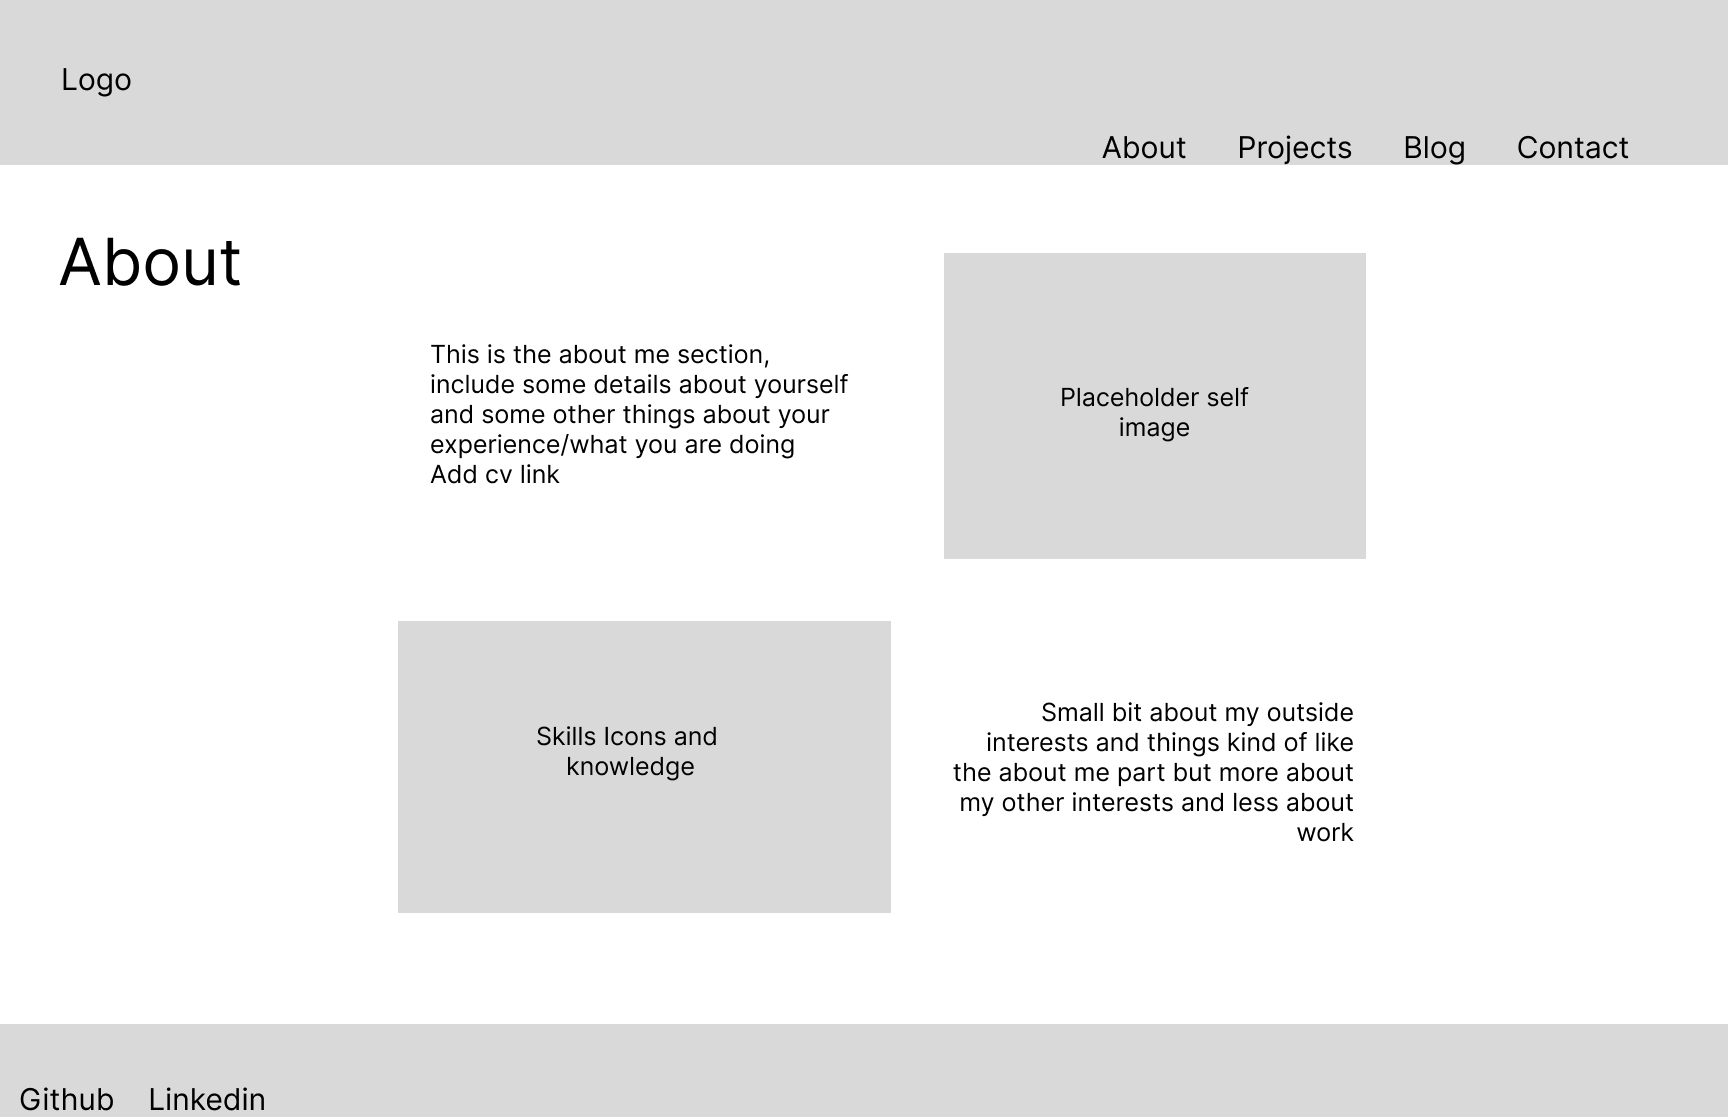 Logo
About Projects Blog Contact
About
This is the about me section,
include some details about yourself
and some other things about your
experience/what you are doing
Add cv link
Placeholder self
image
Skills Icons and
knowledge
Small bit about my outside
interests and things kind of like
the about me part but more about
my other interests and less about
work
Github Linkedin